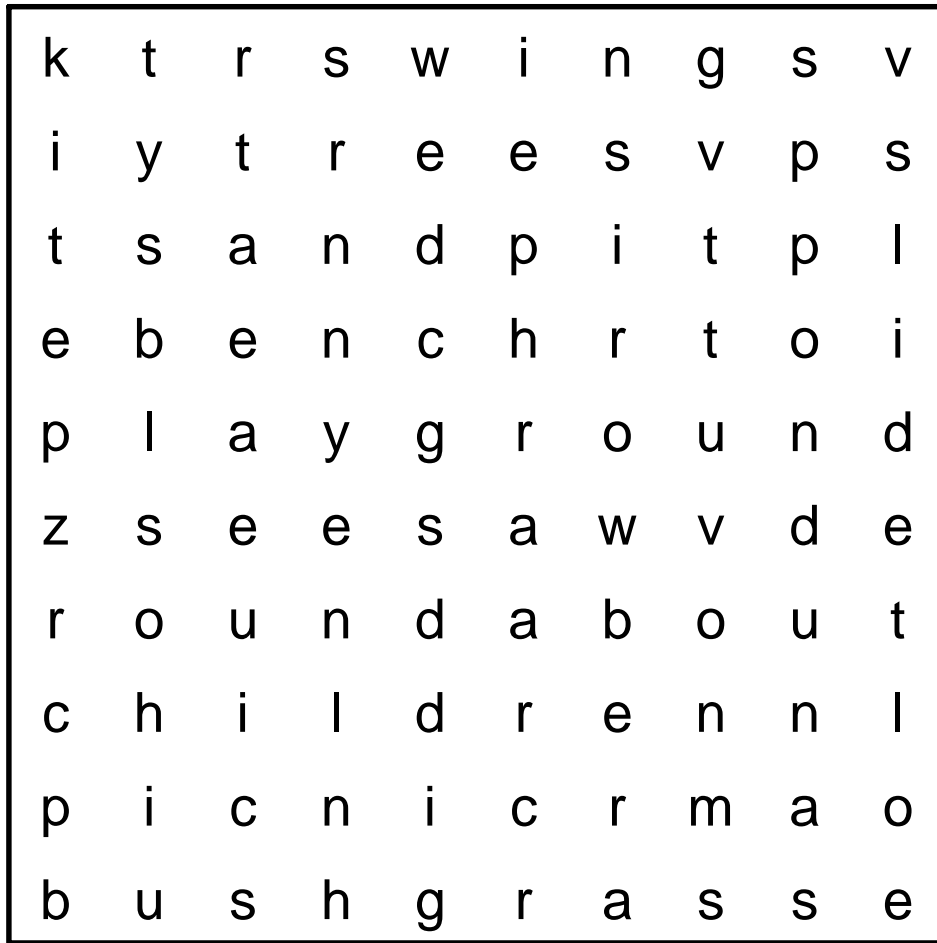 k t r s w i n g s v
i y t r e e s v p s
t s a n d p i t p l
e b e n c h r t o i
p l a y g r o u n d
z s e e s a w v d e
r o u n d a b o u t
c h i l d r e n n l
p i c n i c r m a o
b u s h g r a s s e